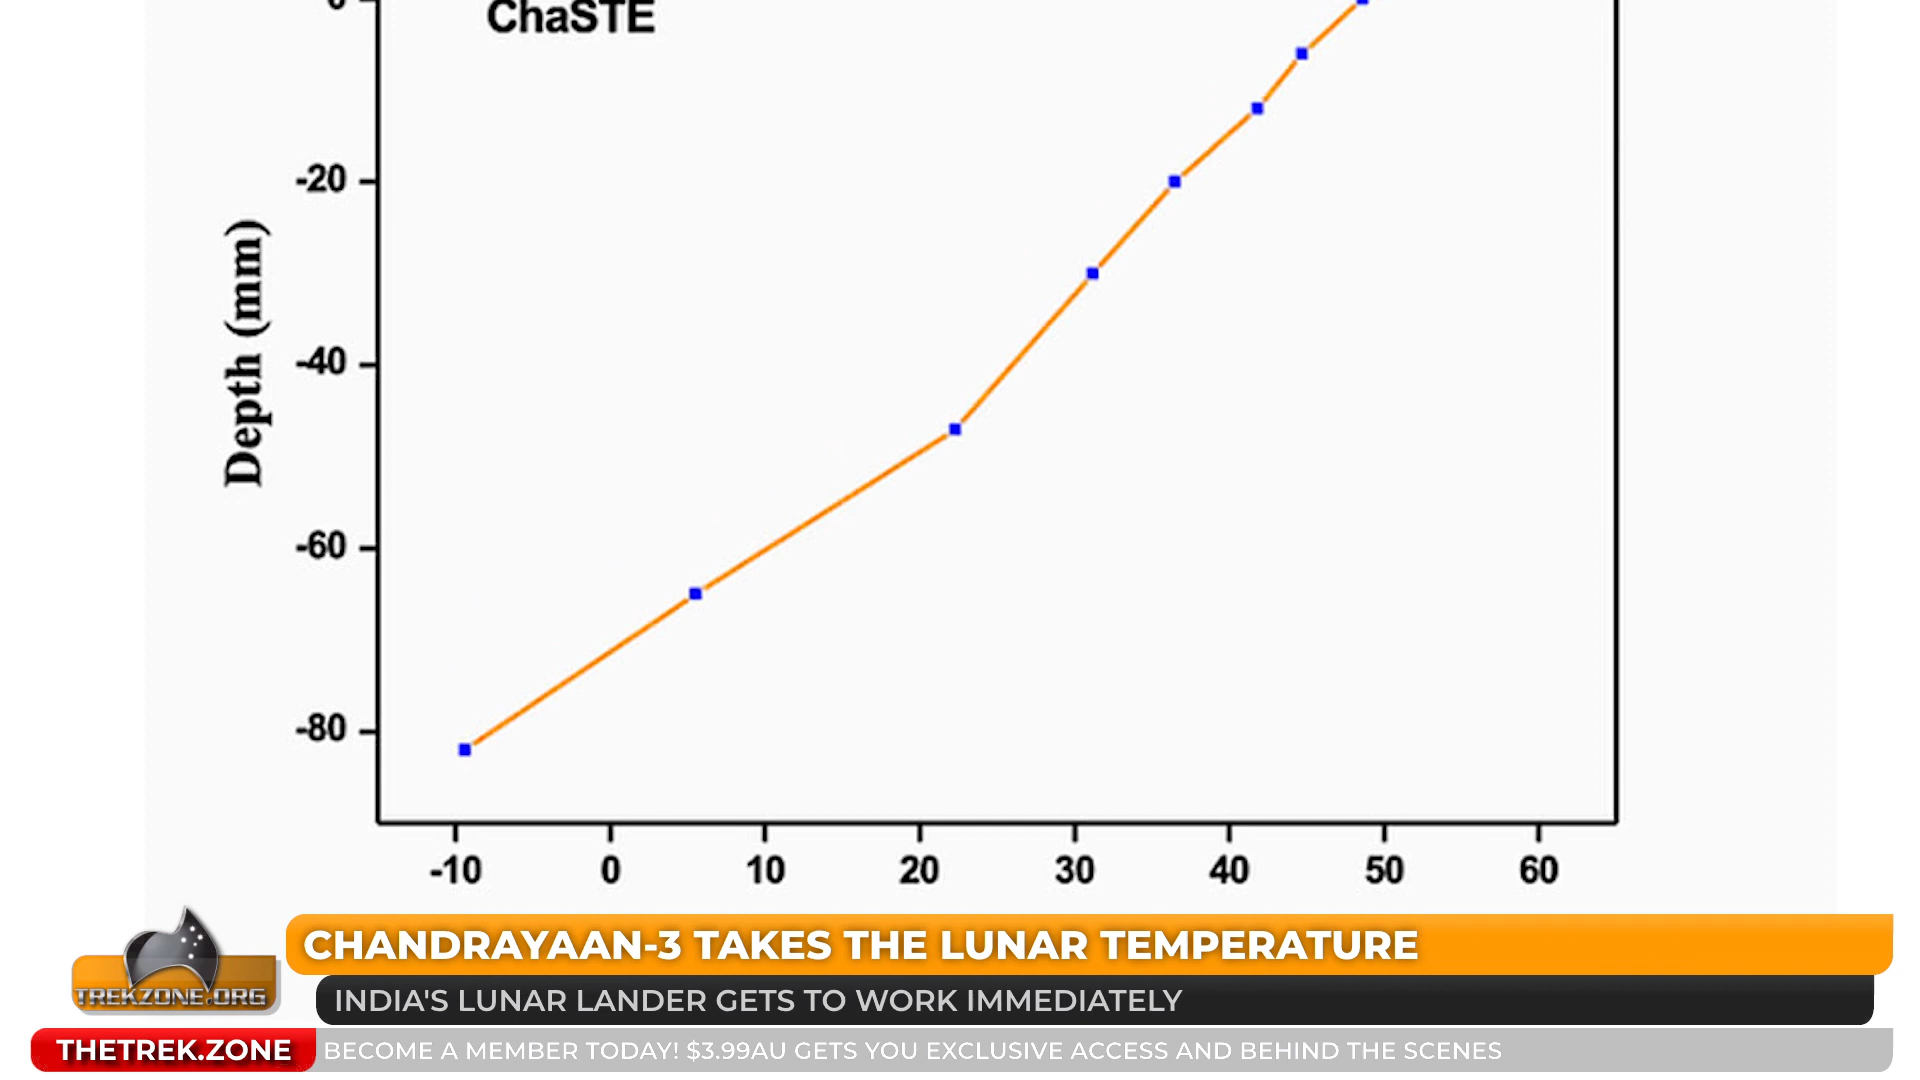 0
ChaSTE
-20
-40
Depth (mm)
-60
-80
-10 0 10 20 30 40 50 60
CHANDRAYAAN-3 TAKES THE LUNAR TEMPERATURE
TREKZONE.ORG
INDIA'S LUNAR LANDER GETS TO WORK IMMEDIATELY
THETREK.ZONE
BECOME A MEMBER TODAY! $3.99AU GETS YOU EXCLUSIVE ACCESS AND BEHIND THE SCENES